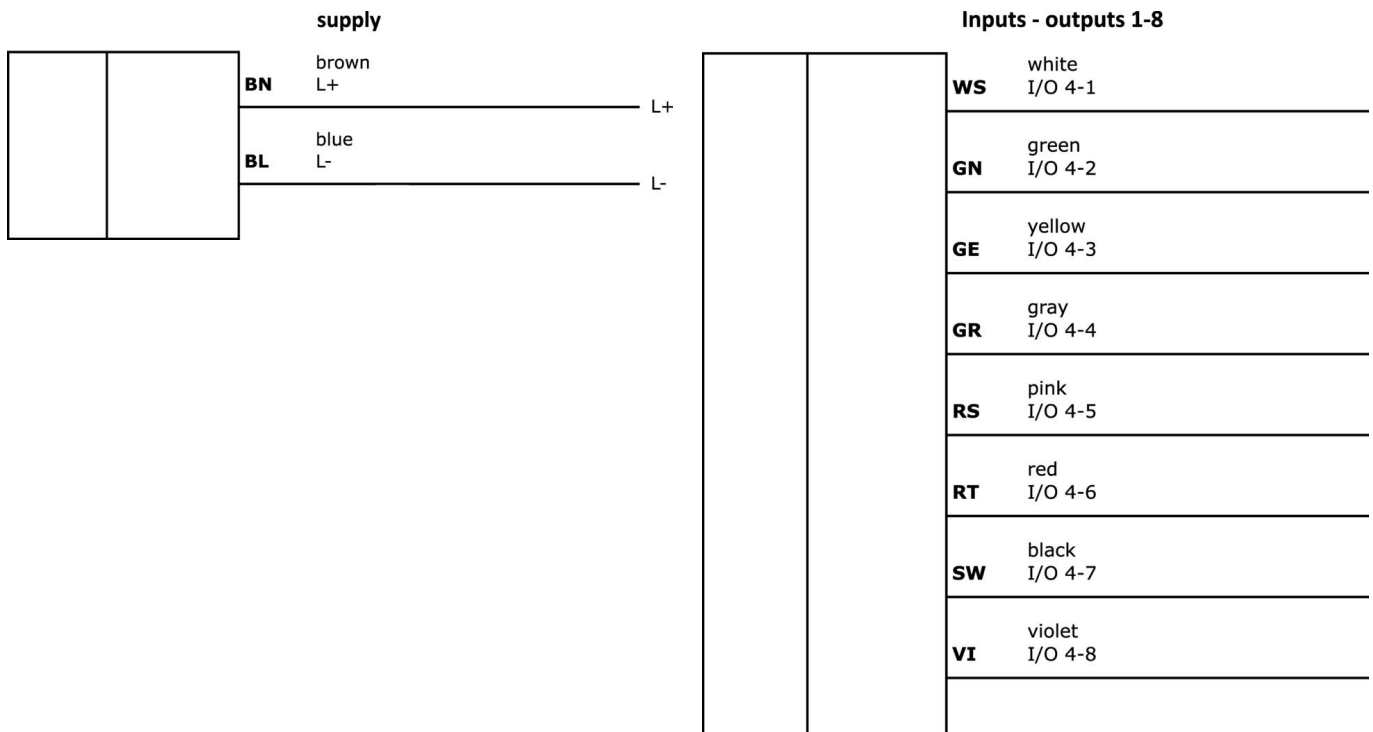 supply
BN
brown
L+
L+
BL
blue
L-
L-
Inputs - outputs 1-8
WS
white
I/O 4-1
GN
green
I/O 4-2
GE
yellow
I/O 4-3
GR
gray
I/O 4-4
RS
pink
I/O 4-5
RT
red
I/O 4-6
SW
black
I/O 4-7
VI
violet
I/O 4-8